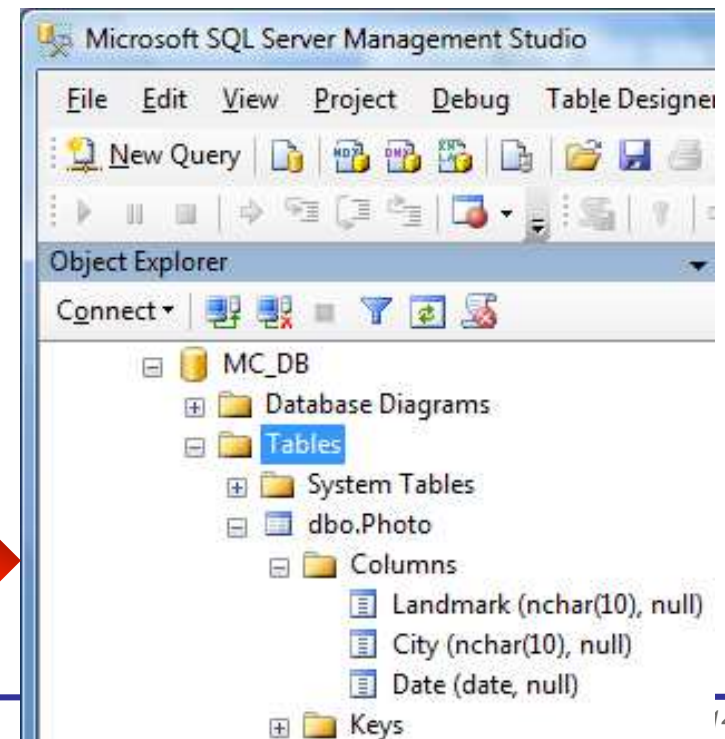 Microsoft SQL Server Management Studio
File Edit View Project Debug Table Designer
New Query
Object Explorer
Connect
MC_DB
Database Diagrams
Tables
System Tables
dbo.Photo
Columns
Landmark (nchar(10), null)
City (nchar(10), null)
Date (date, null)
Keys